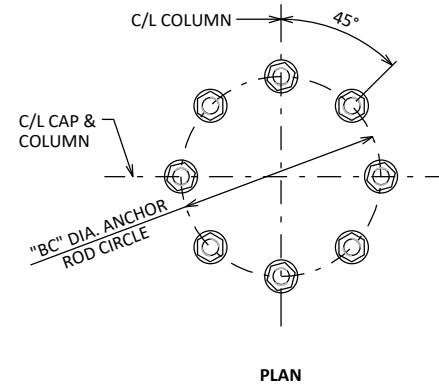 C/L COLUMN
45°
C/L CAP &
COLUMN
"BC" DIA. ANCHOR
ROD CIRCLE
PLAN